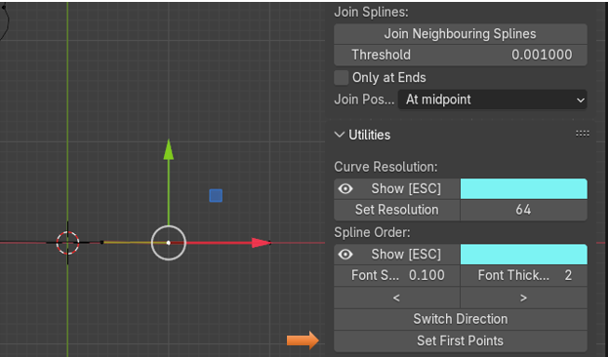 Join Splines:
Join Neighbouring Splines
Threshold 0.001000
Only at Ends
Join Pos... At midpoint
Utilities
Curve Resolution:
Show [ESC]
Set Resolution 64
Spline Order:
Show [ESC]
Font S... 0.100 Font Thick... 2
< >
Switch Direction
Set First Points